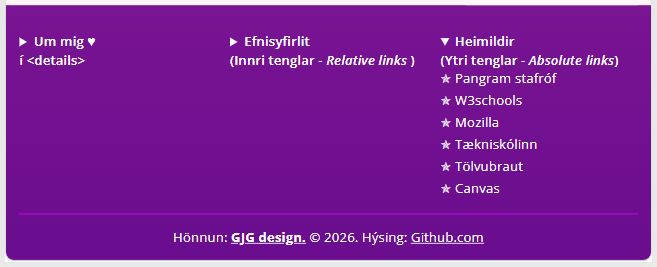 ▶ Um mig ♥
í <details>
▶ Efnisyfirlit
(Innri tenglar - Relative links )
▼ Heimildir
(Ytri tenglar - Absolute links)
✯ Pangram stafróf
✯ W3schools
✯ Mozilla
✯ Tækniskólinn
✯ Tölvubraut
✯ Canvas
Hönnun: GJG design. © 2026. Hýsing: Github.com